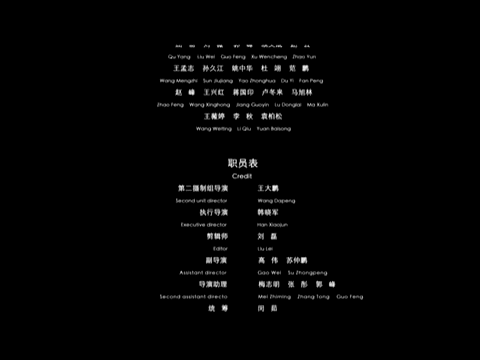 Qu Yang Liu Wei Guo Feng Xu Wencheng Zhao Yun
王孟志 孙久江 姚中华 杜 翊 范 鹏
Wang Mengzhi Sun Jiujiang Yao Zhonghua Du Yi Fan Peng
赵 峰 王兴红 蒋国印 卢冬来 马旭林
Zhao Feng Wang Xinghong Jiang Guoyin Lu Donglai Ma Xulin
王薇婷 李 秋 袁柏松
Wang Weiting Li Qiu Yuan Baisong
职员表
Credit
第二摄制组导演 王大鹏
Second unit director Wang Dapeng
执行导演 韩晓军
Executive director Han Xiaojun
剪辑师 刘 磊
Editor Liu Lei
副导演 高 伟 苏仲鹏
Assistant director Gao Wei Su Zhongpeng
导演助理 梅志明 张 彤 郭 峰
Second assistant directo Mei Zhiming Zhang Tong Guo Feng
统 筹 闵 茹